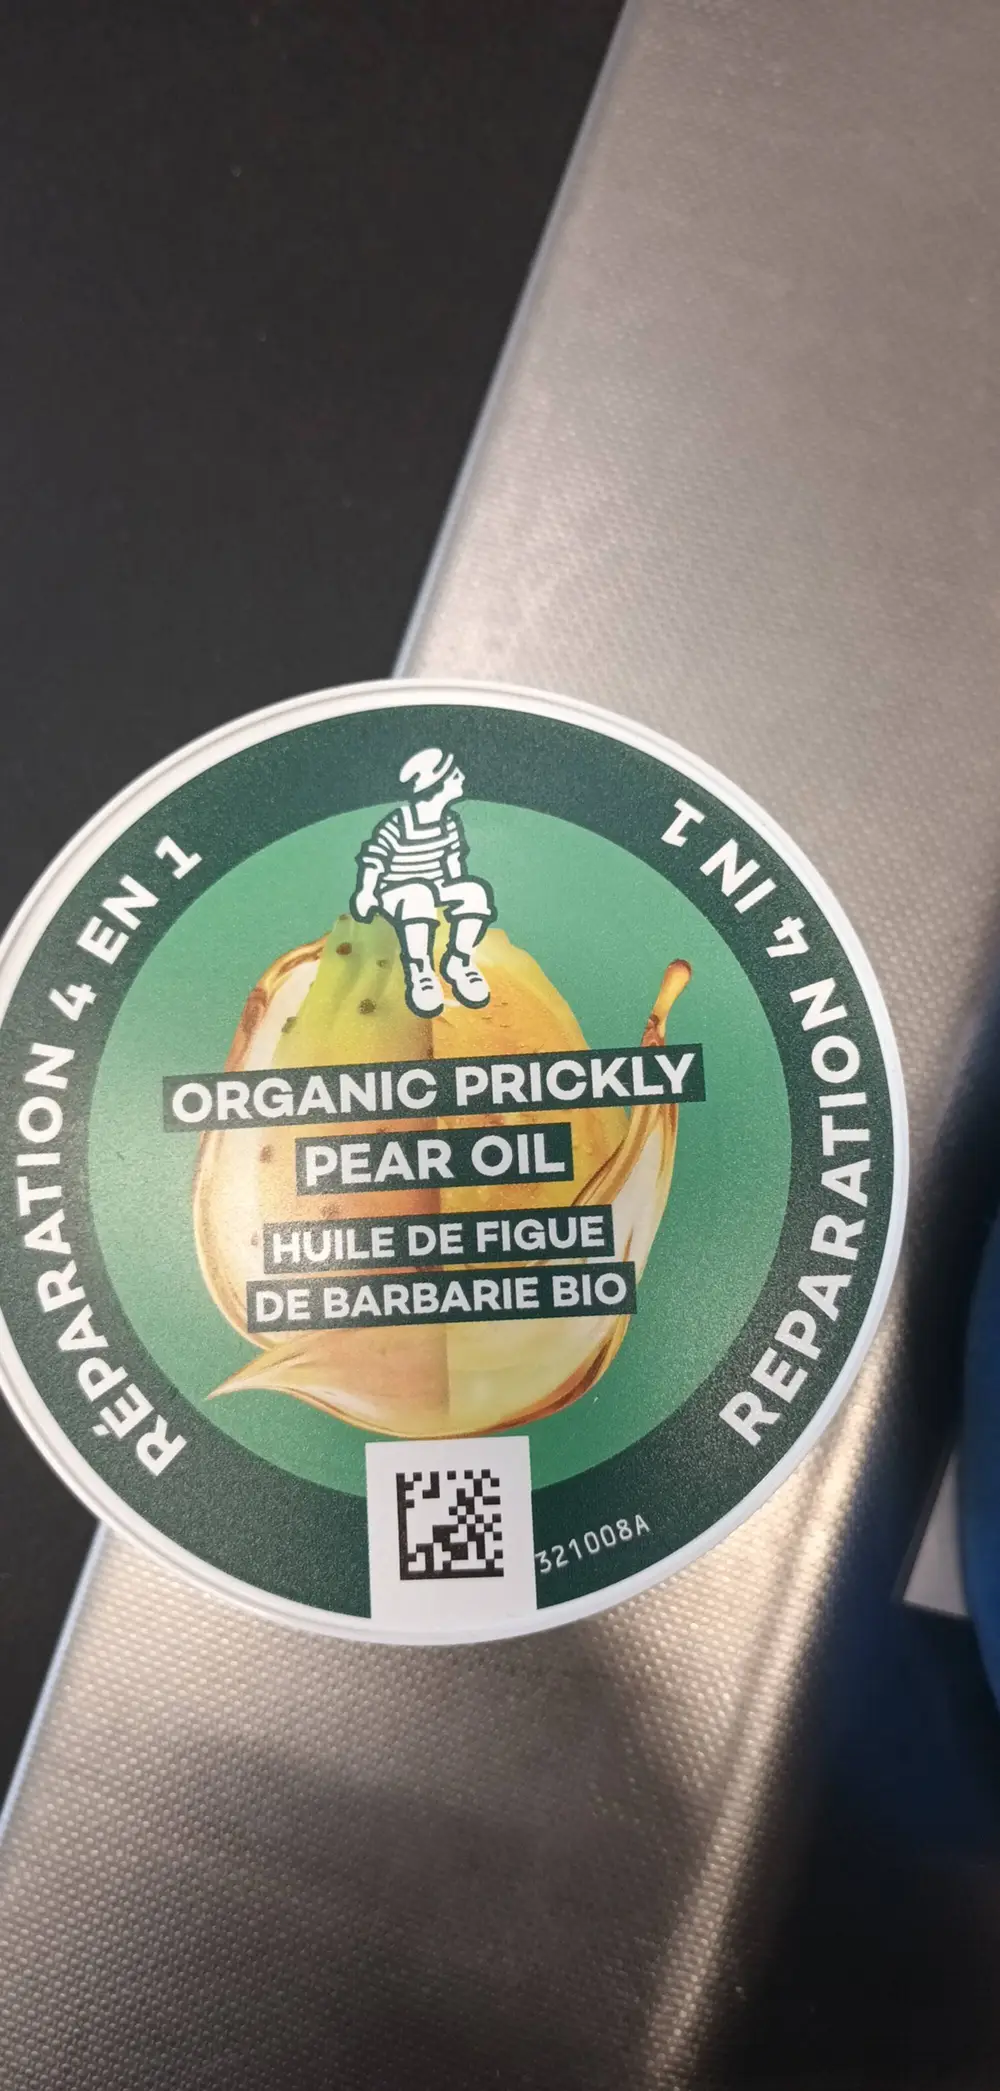 RÉPARATION 4 EN 1
REPARATION 4 IN 1
ORGANIC PRICKLY
PEAR OIL
HUILE DE FIGUE
DE BARBARIE BIO
321008A